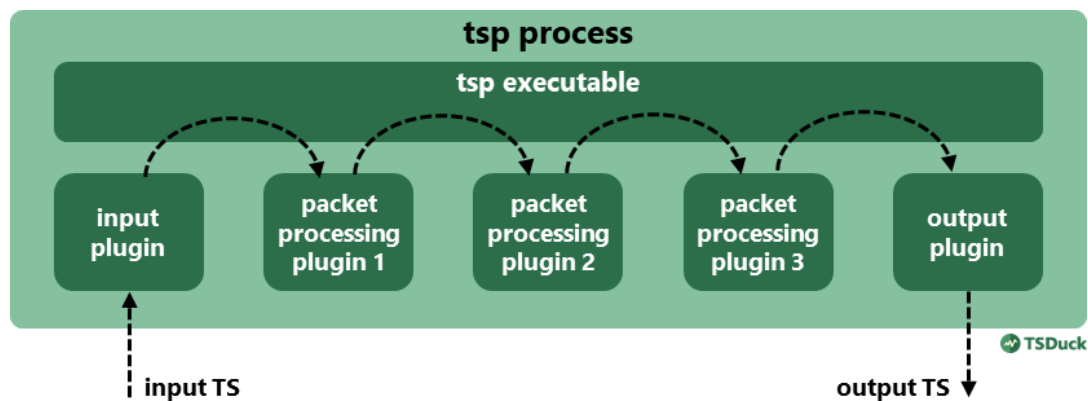 tsp process
tsp executable
input
plugin
packet
processing
plugin 1
packet
processing
plugin 2
packet
processing
plugin 3
output
plugin
TSDuck
input TS
output TS